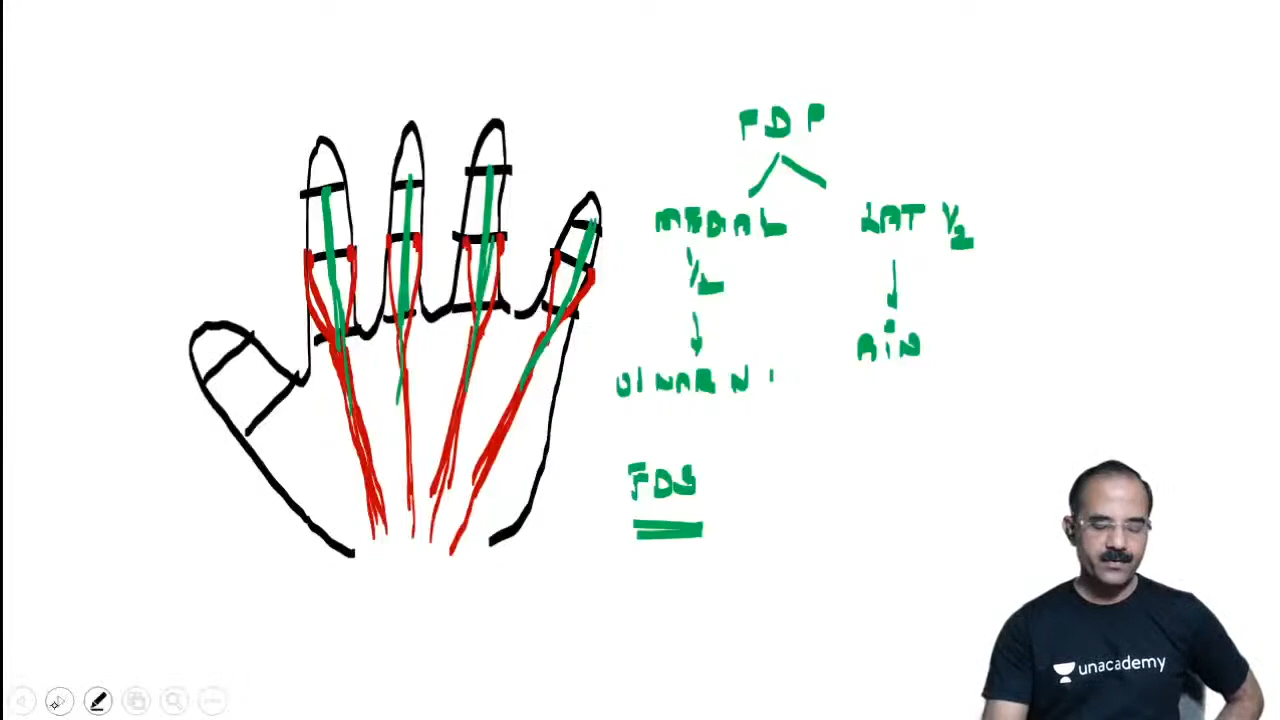 FDP
MEDIAL
1/2
ULNAR N
LAT 1/2
AIN
FDS
unacademy